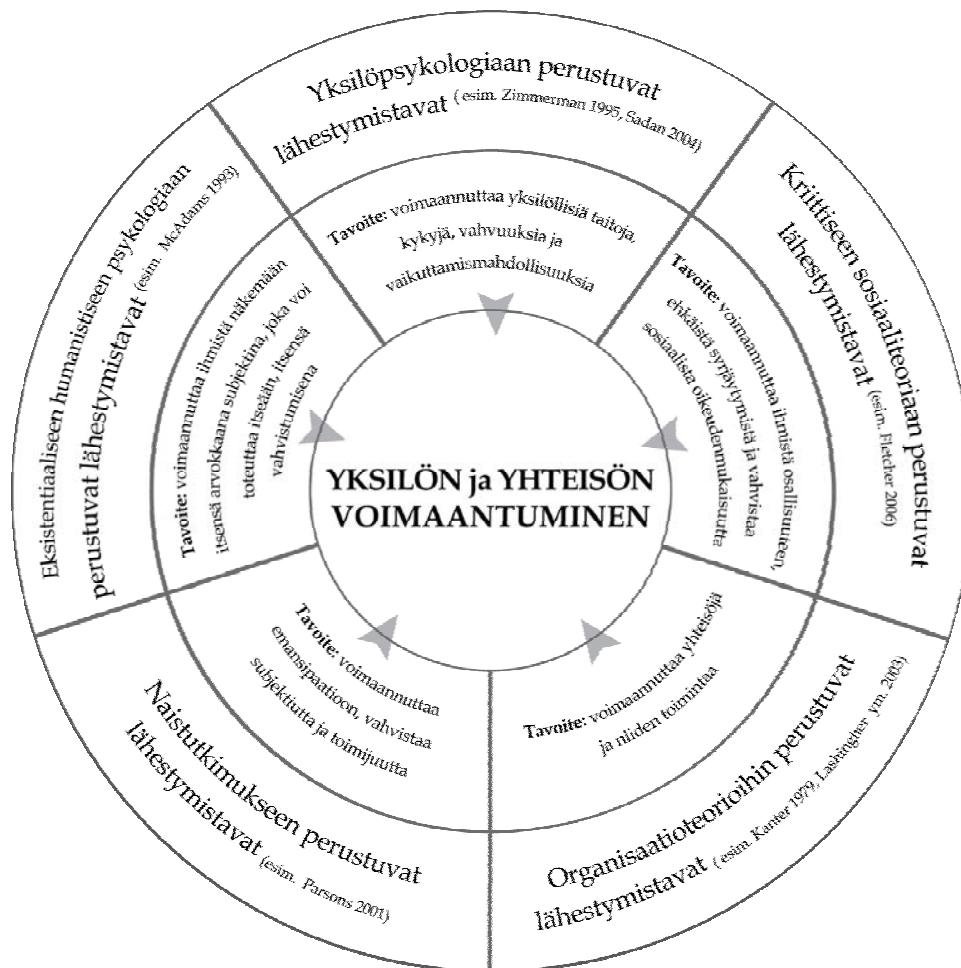 Yksilöpsykologiaan perustuvat
lähestymistavat (esim. Zimmerman 1995, Sadan 2004)
Tavoite: voimaannuttaa yksilöllisiä taitoja,
kykyjä, vahvuuksia ja
vaikuttamismahdollisuuksia
Kriittiseen sosiaaliteoriaan perustuvat
lähestymistavat (esim. Fletcher 2006)
Tavoite: voimaannuttaa ihmistä osallisuuteen,
ehkäistä syrjäytymistä ja vahvistaa
sosiaalista oikeudenmukaisuutta
Organisaatioteorioihin perustuvat
lähestymistavat (esim. Kanter 1979, Lashingher ym. 2003)
Tavoite: voimaannuttaa yhteisöjä
ja niiden toimintaa
Naistutkimukseen perustuvat
lähestymistavat (esim. Parsons 2001)
Tavoite: voimaannuttaa
emansipaatioon, vahvistaa
subjektiutta ja toimijuutta
Eksistentiaaliseen humanistiseen psykologiaan
perustuvat lähestymistavat (esim. McAdams 1993)
Tavoite: voimaannuttaa ihmistä näkemään
itsensä arvokkaana subjektina, joka voi
toteuttaa itseään, itsensä
vahvistumisena
YKSILÖN ja YHTEISÖN
VOIMAANTUMINEN